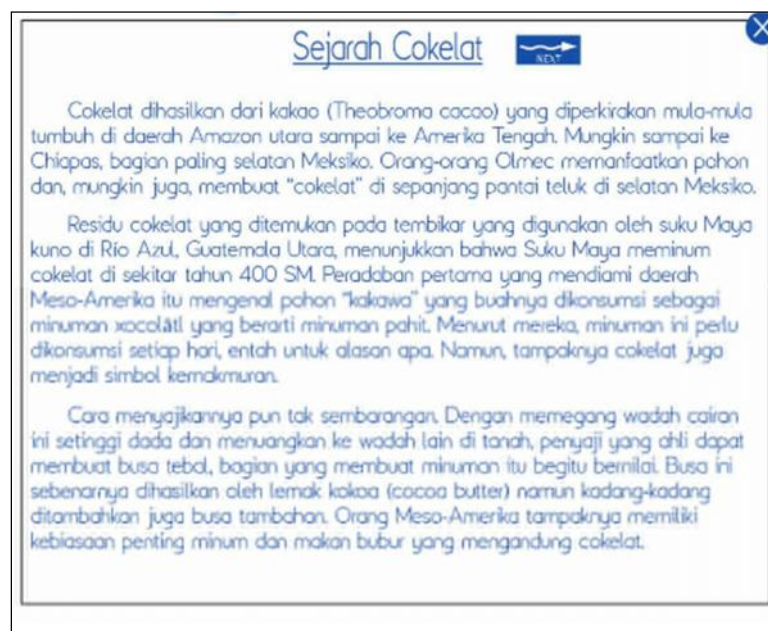 Sejarah Cokelat
NEXT
Cokelat dihasilkan dari kakao (Theobroma cacao) yang diperkirakan mula-mula
tumbuh di daerah Amazon utara sampai ke Amerika Tengah. Mungkin sampai ke
Chiapas, bagian paling selatan Meksiko. Orang-orang Olmec memanfaatkan pohon
dan, mungkin juga, membuat "cokelat" di sepanjang pantai teluk di selatan Meksiko.
Residu cokelat yang ditemukan pada tembikar yang digunakan oleh suku Maya
kuno di Río Azul, Guatemala Utara, menunjukkan bahwa Suku Maya meminum
cokelat di sekitar tahun 400 SM. Peradaban pertama yang mendiami daerah
Meso-Amerika itu mengenal pohon "kakawa" yang buahnya dikonsumsi sebagai
minuman xocolātl yang berarti minuman pahit. Menurut mereka, minuman ini perlu
dikonsumsi setiap hari, entah untuk alasan apa. Namun, tampaknya cokelat juga
menjadi simbol kemakmuran.
Cara menyajikannya pun tak sembarangan. Dengan memegang wadah cairan
ini setinggi dada dan menuangkan ke wadah lain di tanah, penyaji yang ahli dapat
membuat busa tebal, bagian yang membuat minuman itu begitu bernilai. Busa ini
sebenarnya dihasilkan oleh lemak kokoa (cocoa butter) namun kadang-kadang
ditambahkan juga busa tambahan. Orang Meso-Amerika tampaknya memiliki
kebiasaan penting minum dan makan bubur yang mengandung cokelat.